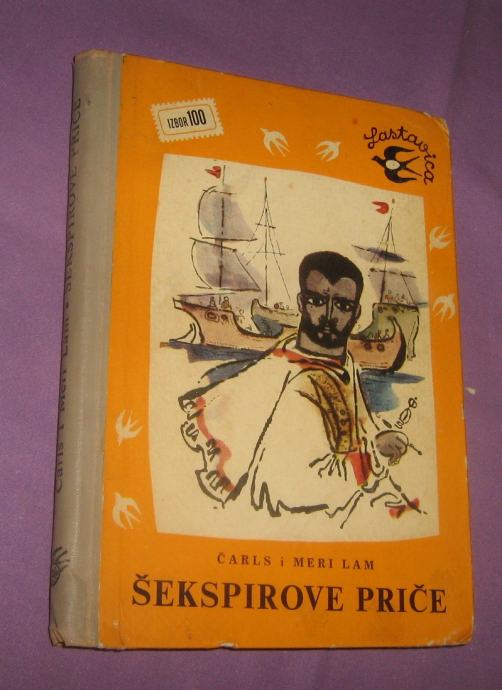 IZBOR 100
Lastavica
ČARLS i MERI LAM
ŠEKSPIROVE PRIČE
Čarls i Meri Lam • ŠEKSPIROVE PRIČE